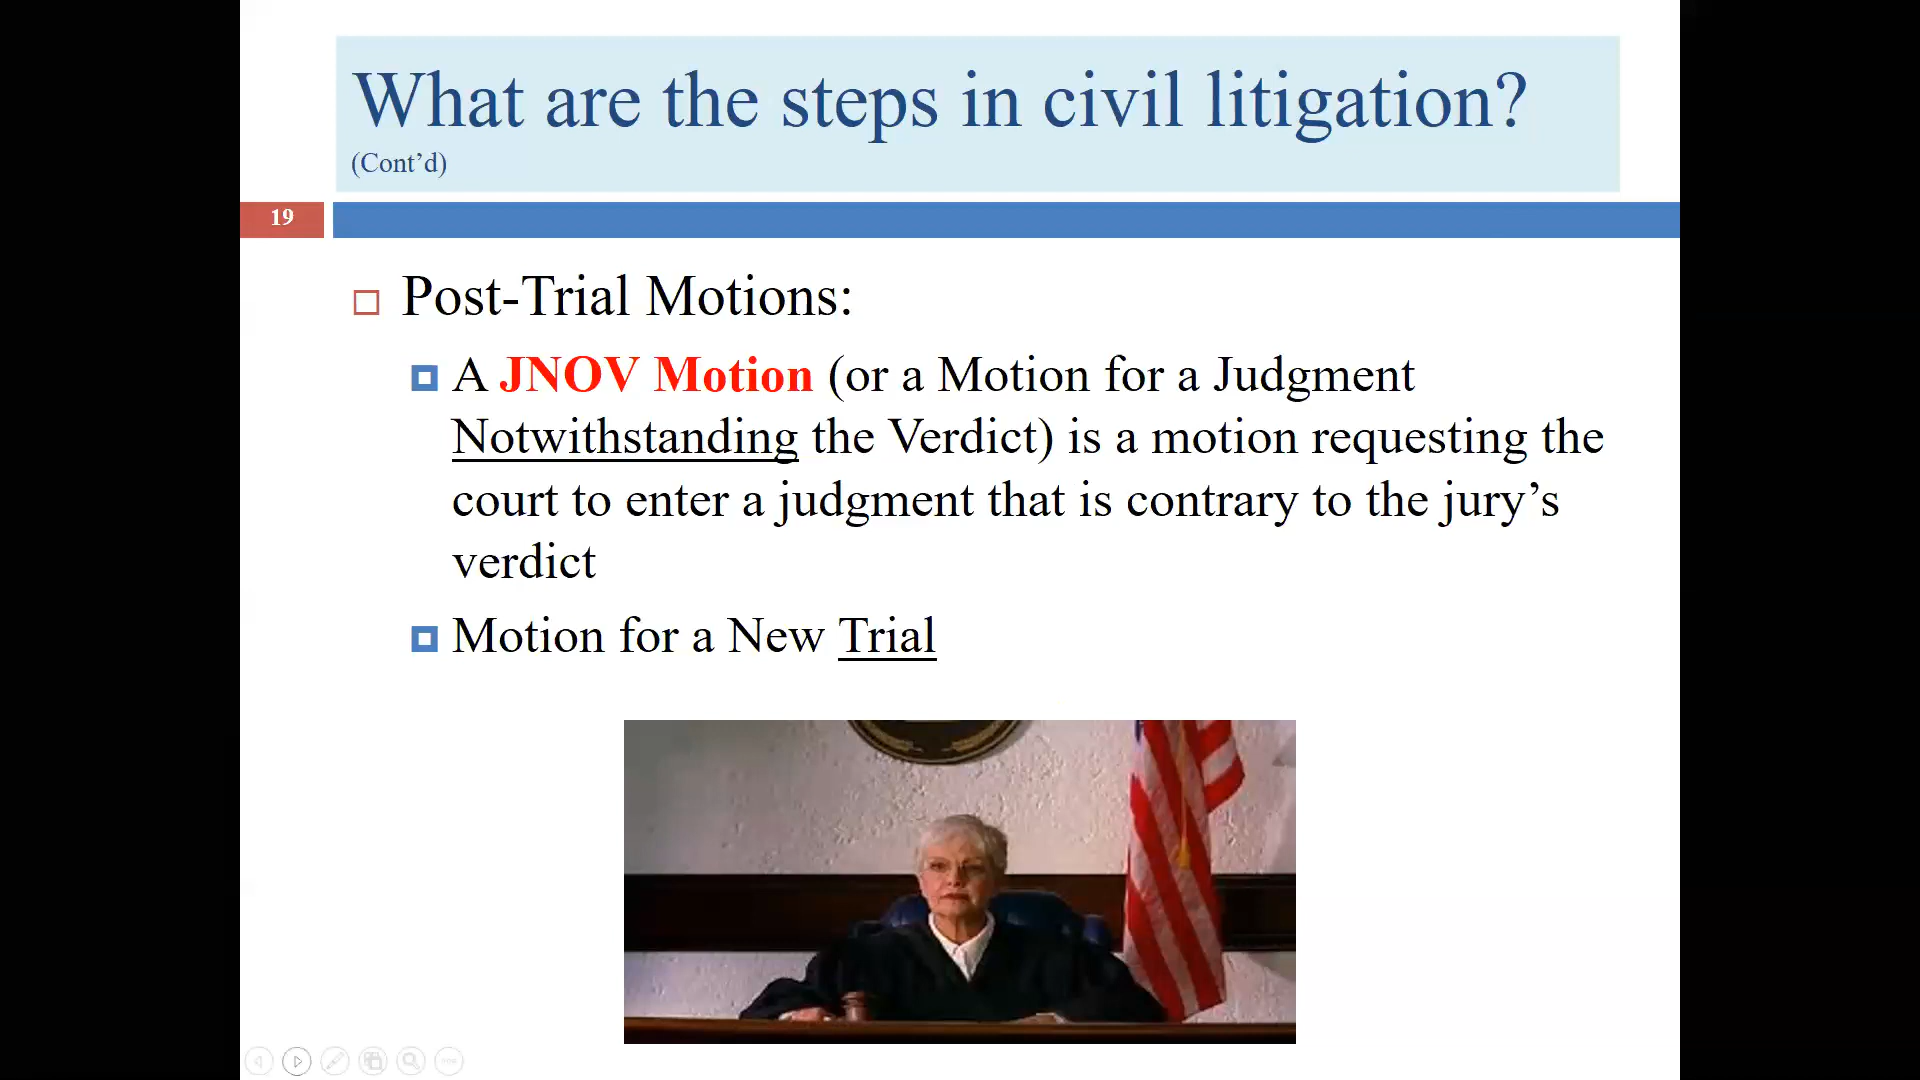 What are the steps in civil litigation?
(Cont’d)
19
Post-Trial Motions:
A JNOV Motion (or a Motion for a Judgment
Notwithstanding the Verdict) is a motion requesting the
court to enter a judgment that is contrary to the jury’s
verdict
Motion for a New Trial